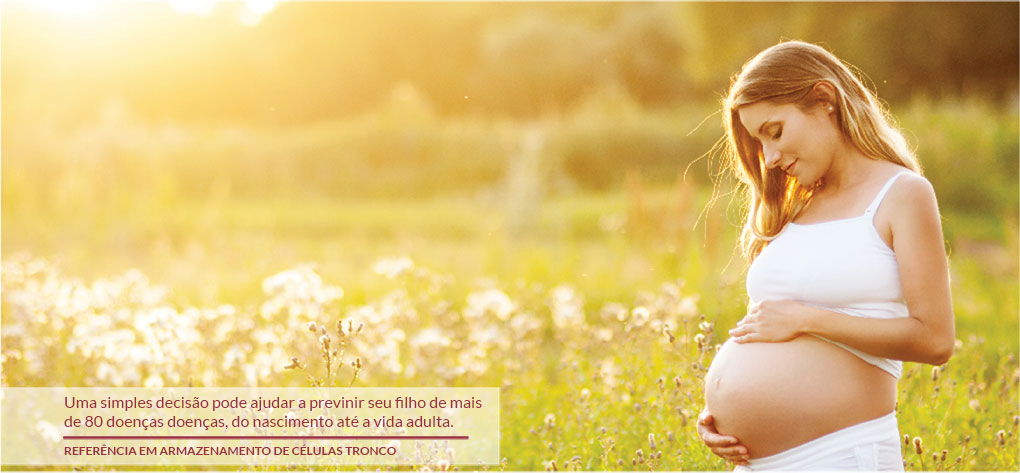 Uma simples decisão pode ajudar a previnir seu filho de mais
de 80 doenças doenças, do nascimento até a vida adulta.
REFERÊNCIA EM ARMAZENAMENTO DE CÉLULAS TRONCO